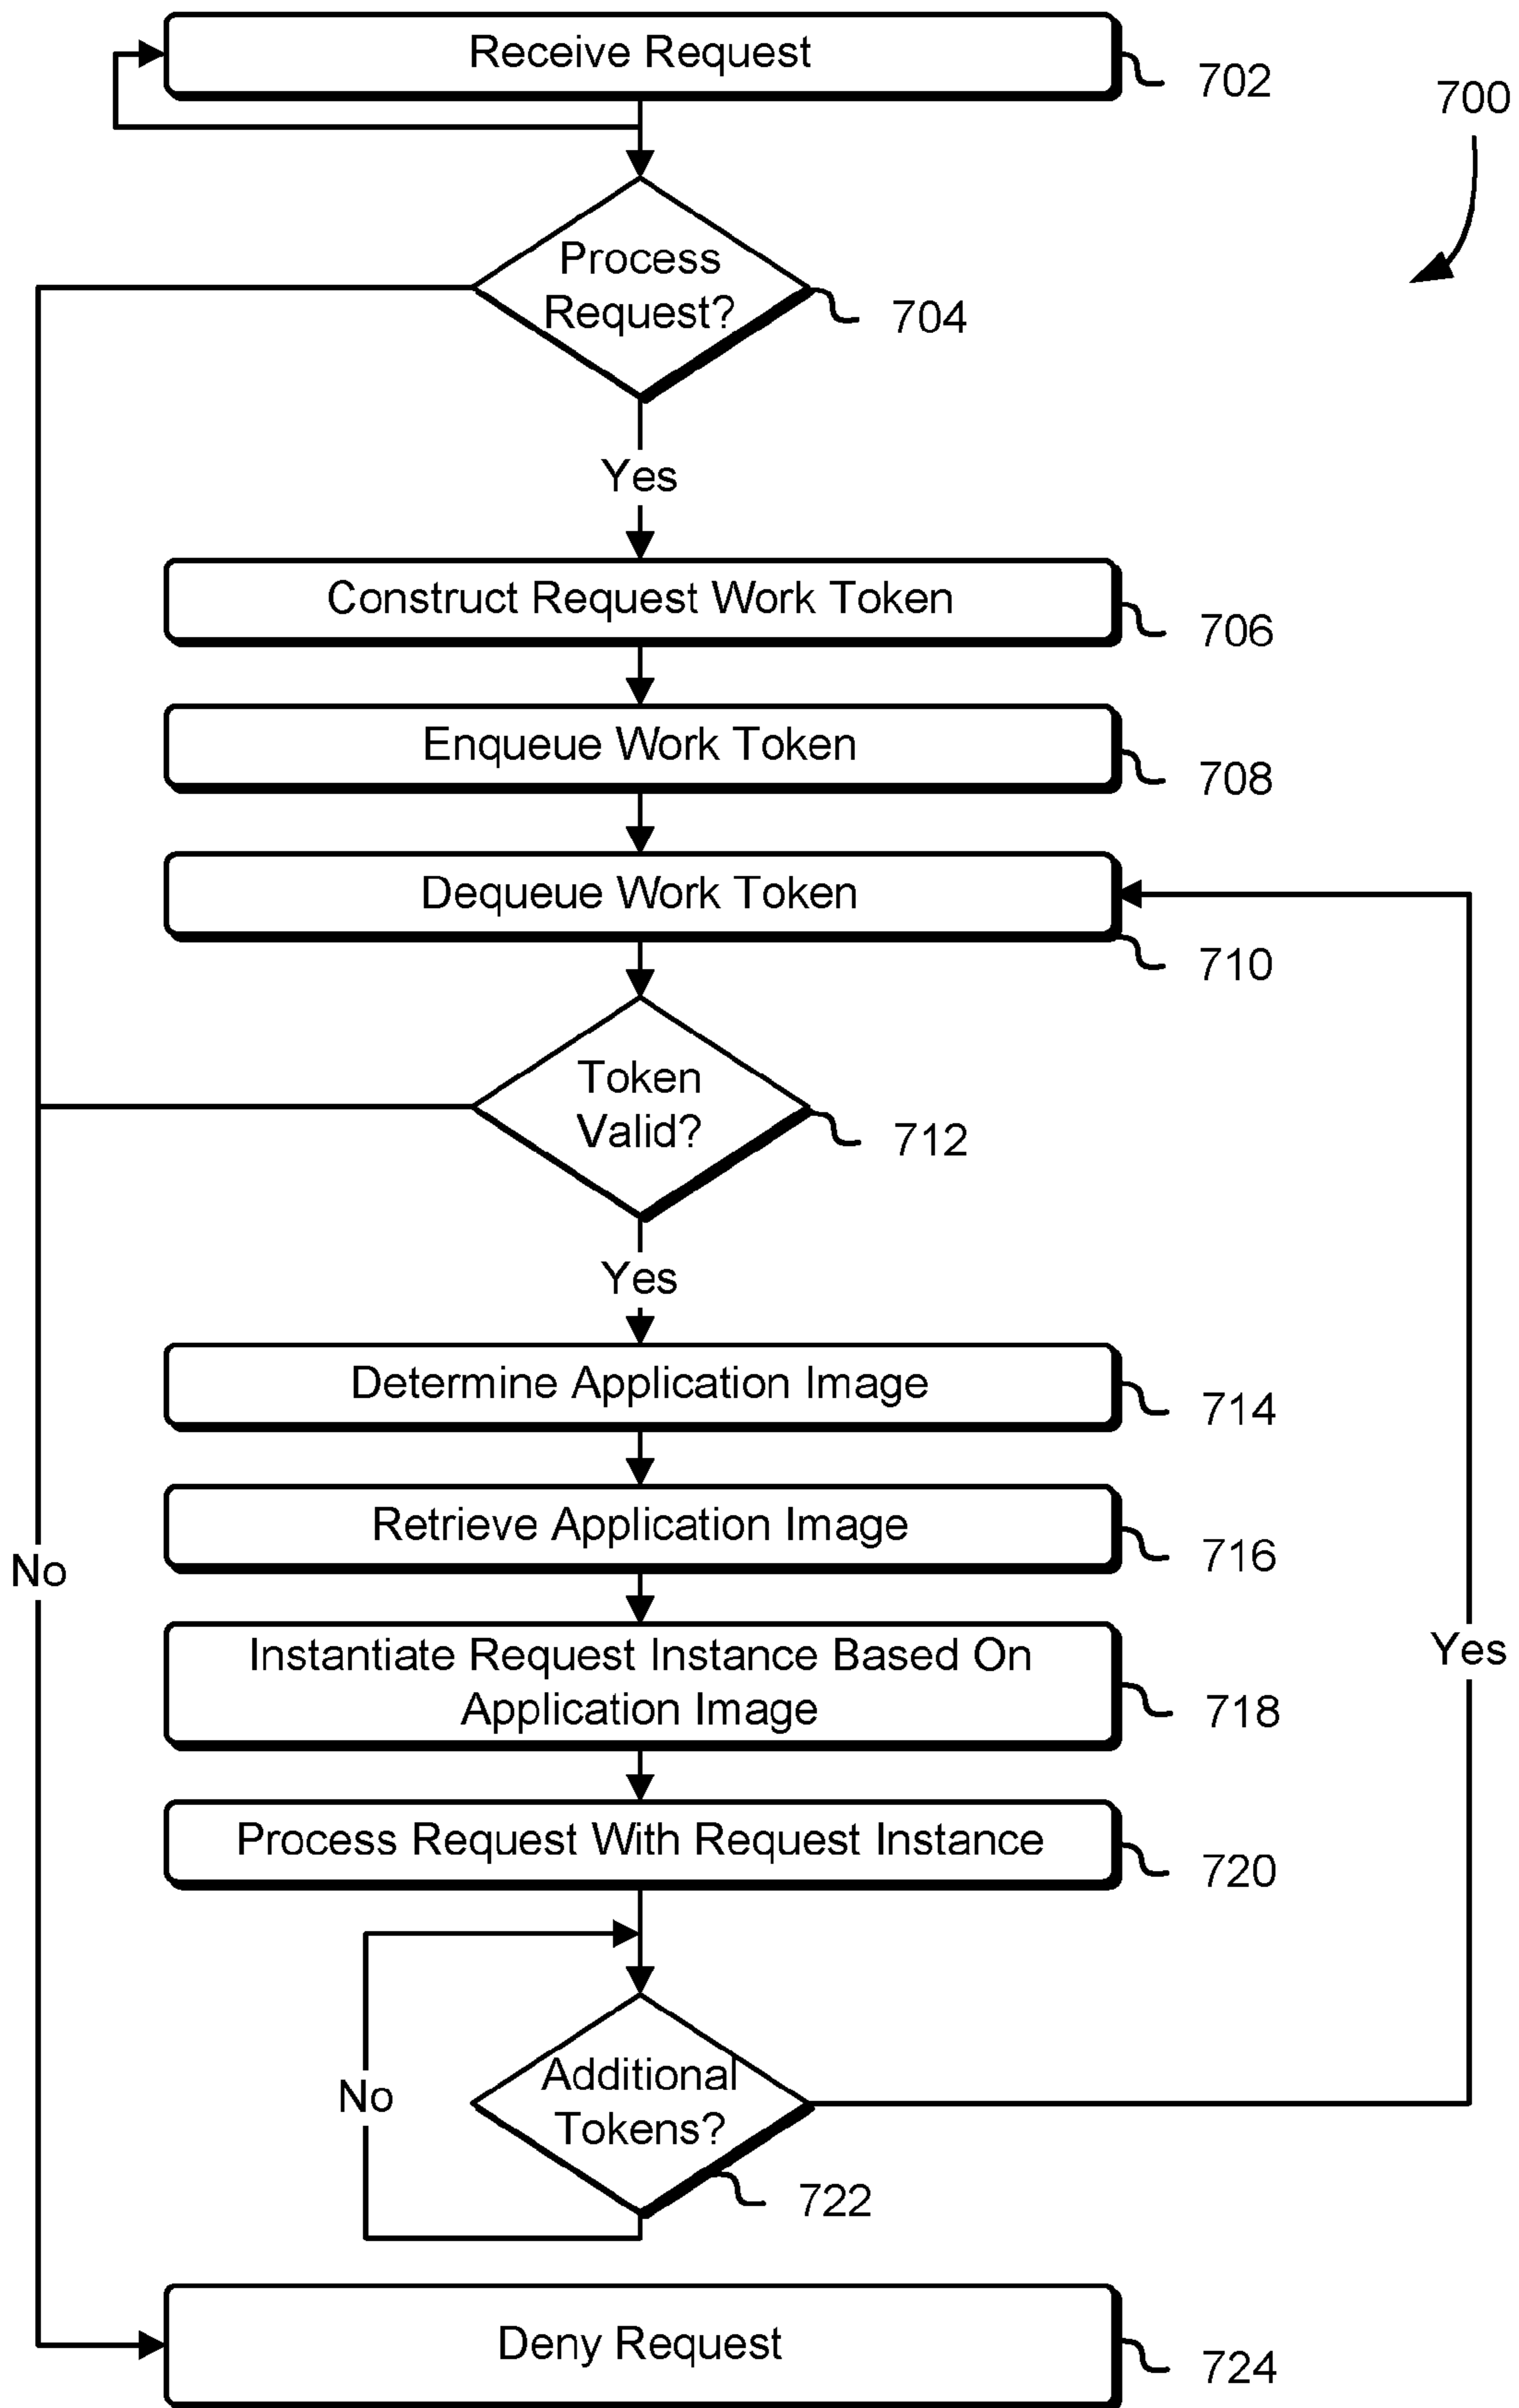 Receive Request
702
700
Process
Request?
704
Yes
Construct Request Work Token
706
Enqueue Work Token
708
Dequeue Work Token
710
Token
Valid?
712
Yes
Determine Application Image
714
Retrieve Application Image
716
No
Instantiate Request Instance Based On
Application Image
718
Yes
Process Request With Request Instance
720
Additional
Tokens?
No
722
Deny Request
724